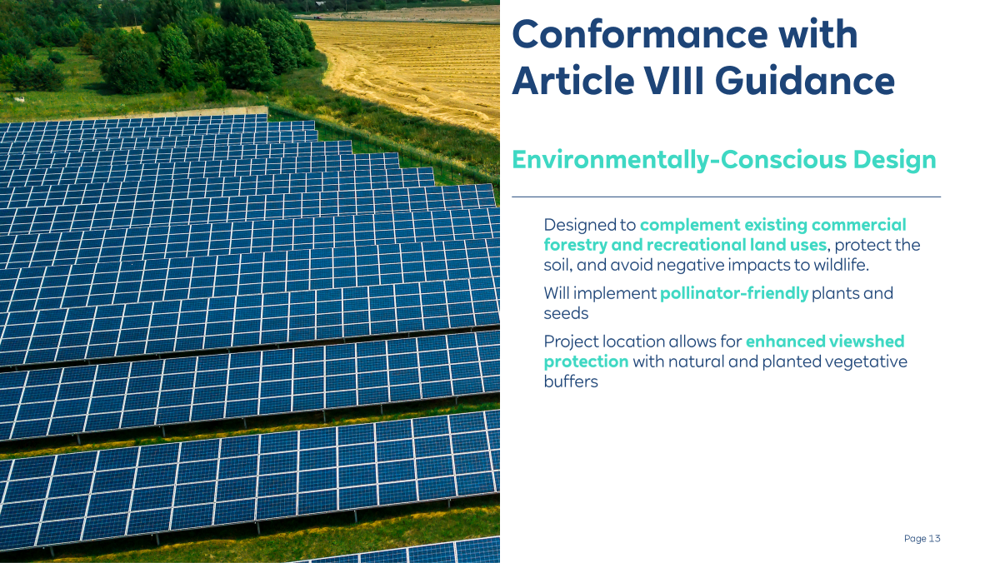 Conformance with
Article VIII Guidance
Environmentally-Conscious Design
Designed to complement existing commercial
forestry and recreational land uses, protect the
soil, and avoid negative impacts to wildlife.
Will implement pollinator-friendly plants and
seeds
Project location allows for enhanced viewshed
protection with natural and planted vegetative
buffers
Page 13